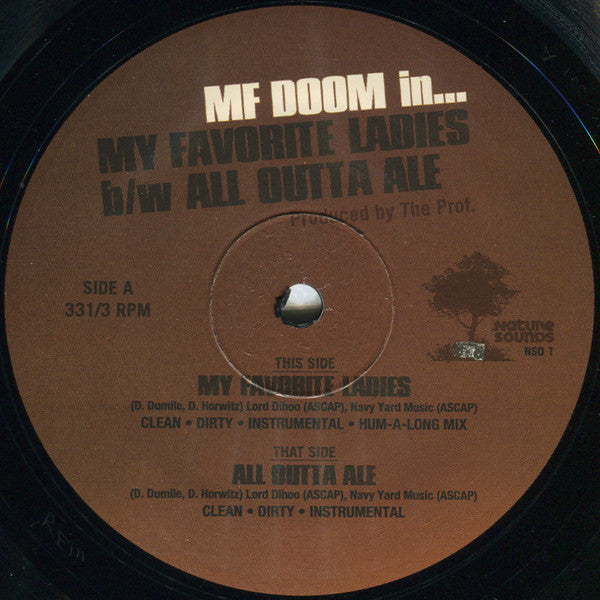 MF DOOM in...
MY FAVORITE LADIES
b/w ALL OUTTA ALE
Produced by The Prof.
SIDE A
331/3 RPM
Nature
Sounds
NSD 1
THIS SIDE
MY FAVORITE LADIES
(D. Dumile, D. Horwitz) Lord Dihoo (ASCAP), Navy Yard Music (ASCAP)
CLEAN • DIRTY • INSTRUMENTAL • HUM-A-LONG MIX
THAT SIDE
ALL OUTTA ALE
(D. Dumile, D. Horwitz) Lord Dihoo (ASCAP), Navy Yard Music (ASCAP)
CLEAN • DIRTY • INSTRUMENTAL